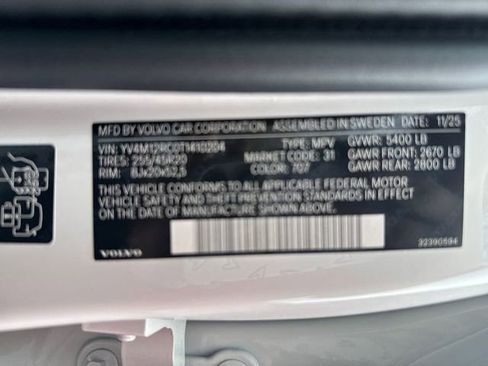 MFD BY VOLVO CAR CORPORATION ASSEMBLED IN SWEDEN DATE: 11/25
VIN: TYPE: MPV GVWR: 5400 LB
TIRES: 255/45R20 MARKET CODE: 31 GAWR FRONT: 2670 LB
RIM: 8Jx20x52,5 COLOR: 707 GAWR REAR: 2800 LB
THIS VEHICLE CONFORMS TO ALL APPLICABLE FEDERAL MOTOR
VEHICLE SAFETY AND THEFT PREVENTION STANDARDS IN EFFECT
ON THE DATE OF MANUFACTURE SHOWN ABOVE.
VOLVO 32390594